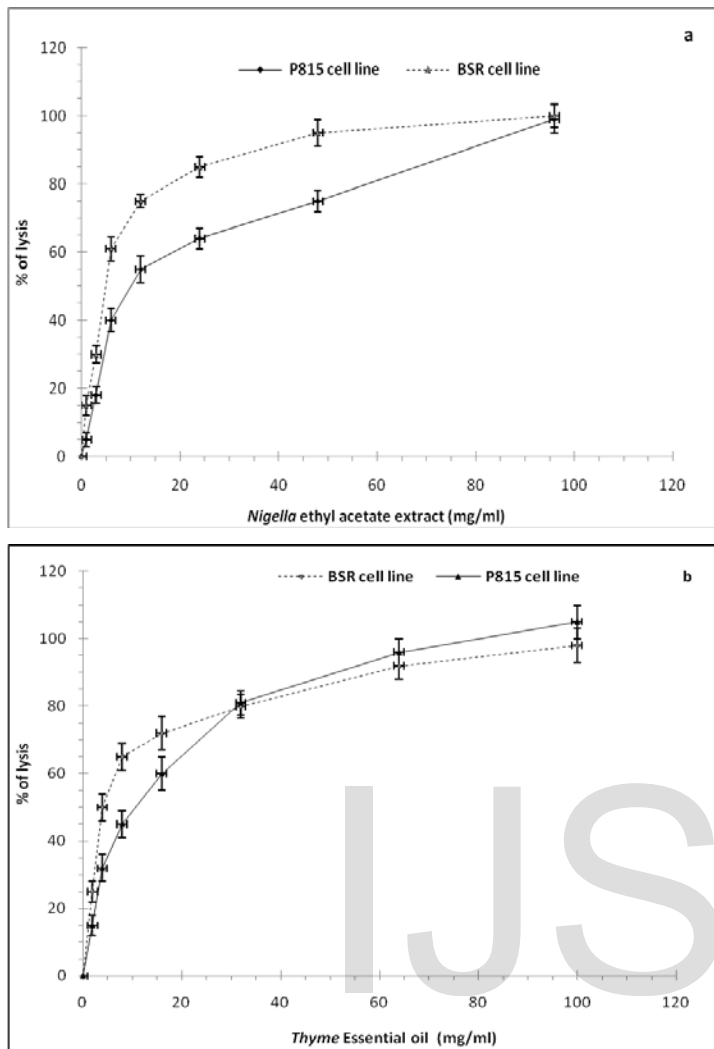 a
120
P815 cell line BSR cell line
100
80
60
40
20
0
% of lysis
0 20 40 60 80 100 120
Nigella ethyl acetate extract (mg/ml)
120
BSR cell line P815 cell line b
100
80
60
40
20
0
% of lysis
0 20 40 60 80 100 120
Thyme Essential oil (mg/ml)
IJS